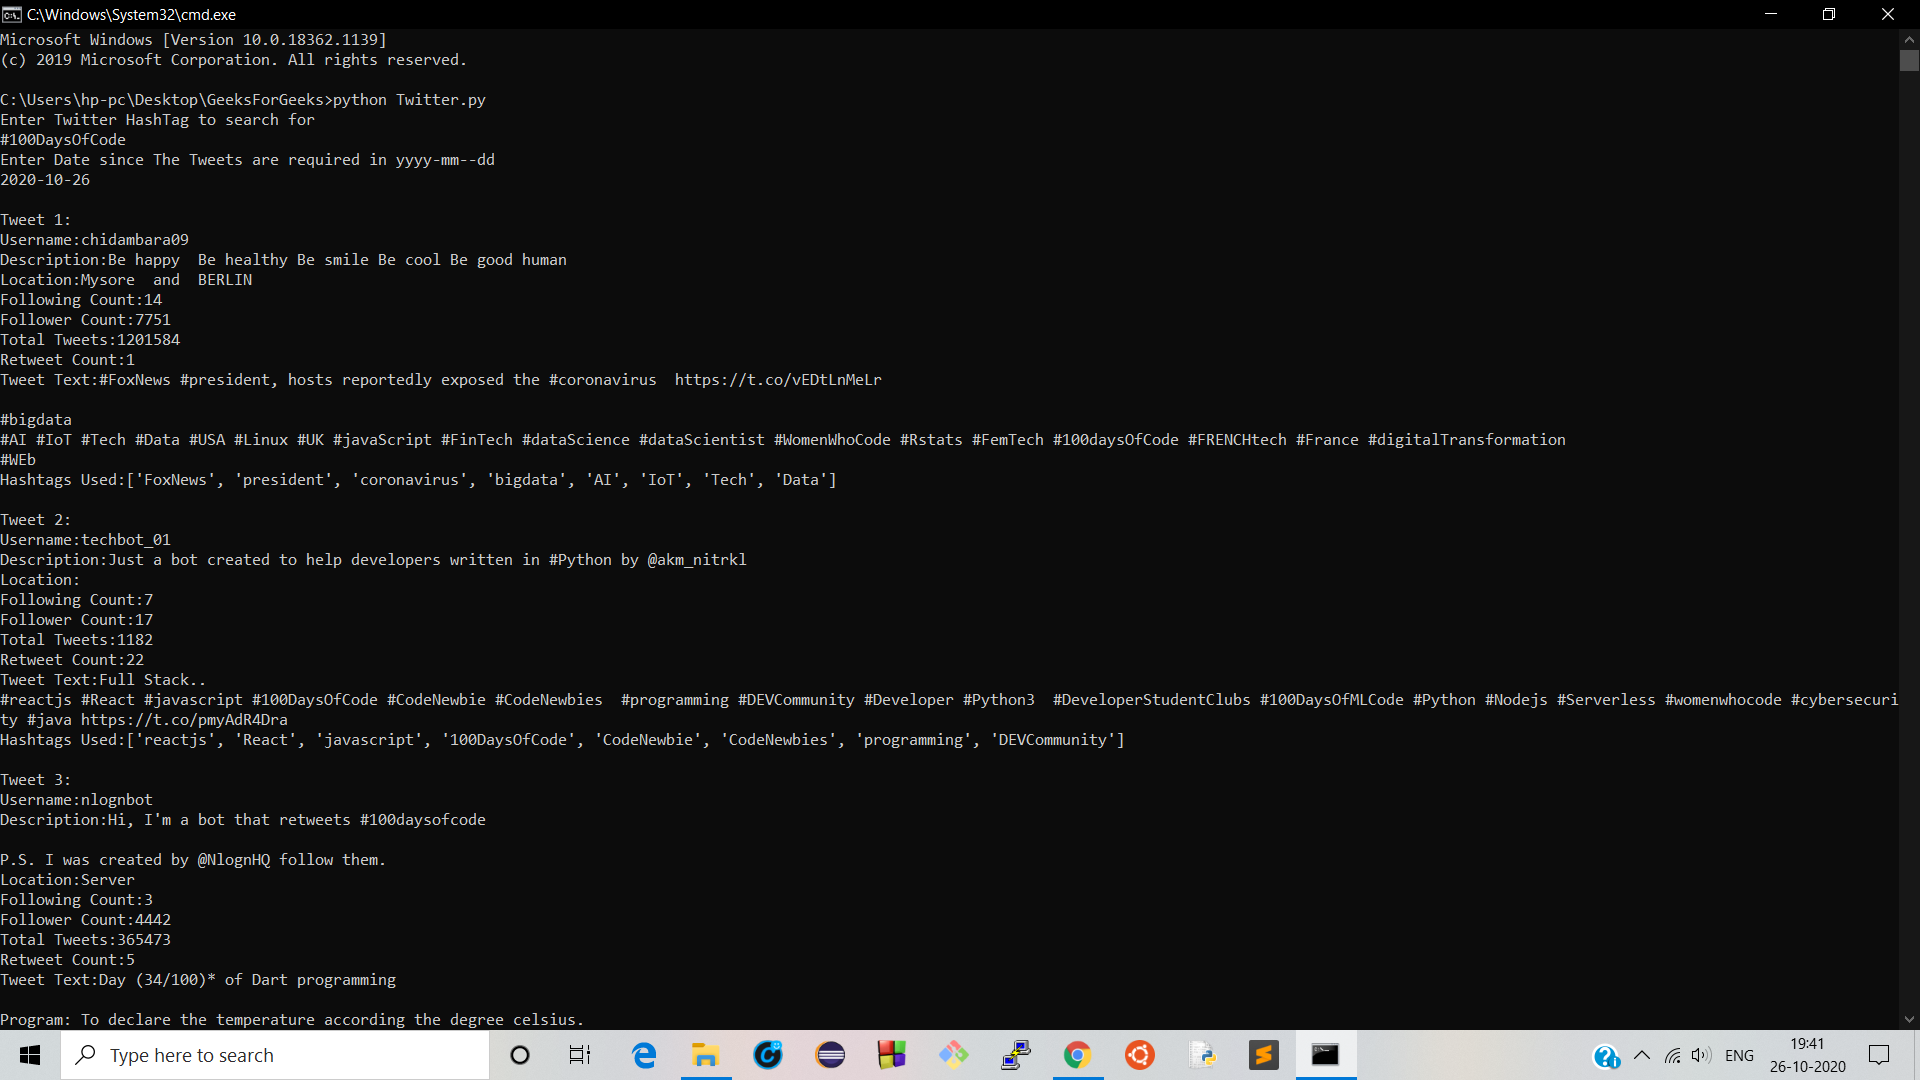 C:\Windows\System32\cmd.exe
Microsoft Windows [Version 10.0.18362.1139]
(c) 2019 Microsoft Corporation. All rights reserved.
C:\Users\hp-pc\Desktop\GeeksForGeeks>python Twitter.py
Enter Twitter HashTag to search for
#100DaysOfCode
Enter Date since The Tweets are required in yyyy-mm--dd
2020-10-26
Tweet 1:
Username:chidambara09
Description:Be happy  Be healthy Be smile Be cool Be good human
Location:Mysore  and  BERLIN
Following Count:14
Follower Count:7751
Total Tweets:1201584
Retweet Count:1
Tweet Text:#FoxNews #president, hosts reportedly exposed the #coronavirus  https://t.co/vEDtLnMeLr
#bigdata
#AI #IoT #Tech #Data #USA #Linux #UK #javaScript #FinTech #dataScience #dataScientist #WomenWhoCode #Rstats #FemTech #100daysOfCode #FRENCHtech #France #digitalTransformation
#WEb
Hashtags Used:['FoxNews', 'president', 'coronavirus', 'bigdata', 'AI', 'IoT', 'Tech', 'Data']
Tweet 2:
Username:techbot_01
Description:Just a bot created to help developers written in #Python by @akm_nitrkl
Location:
Following Count:7
Follower Count:17
Total Tweets:1182
Retweet Count:22
Tweet Text:Full Stack..
#reactjs #React #javascript #100DaysOfCode #CodeNewbie #CodeNewbies  #programming #DEVCommunity #Developer #Python3  #DeveloperStudentClubs #100DaysOfMLCode #Python #Nodejs #Serverless #womenwhocode #cybersecuri
ty #java https://t.co/pmyAdR4Dra
Hashtags Used:['reactjs', 'React', 'javascript', '100DaysOfCode', 'CodeNewbie', 'CodeNewbies', 'programming', 'DEVCommunity']
Tweet 3:
Username:nlognbot
Description:Hi, I'm a bot that retweets #100daysofcode
P.S. I was created by @NlognHQ follow them.
Location:Server
Following Count:3
Follower Count:4442
Total Tweets:365473
Retweet Count:5
Tweet Text:Day (34/100)* of Dart programming
Program: To declare the temperature according the degree celsius.
Type here to search
ENG
19:41
26-10-2020